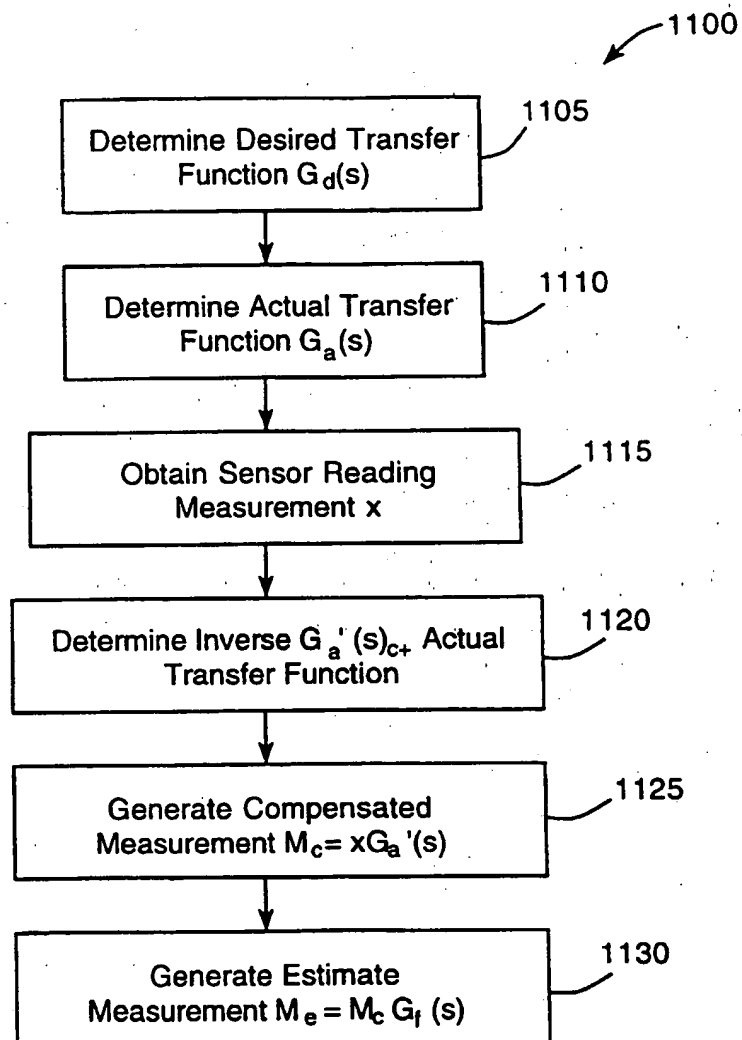 1100
1105
Determine Desired Transfer
Function G_d(s)
1110
Determine Actual Transfer
Function G_a(s)
1115
Obtain Sensor Reading
Measurement x
1120
Determine Inverse G_a'(s)_c+ Actual
Transfer Function
1125
Generate Compensated
Measurement M_c= xG_a'(s)
1130
Generate Estimate
Measurement M_e = M_c G_f (s)